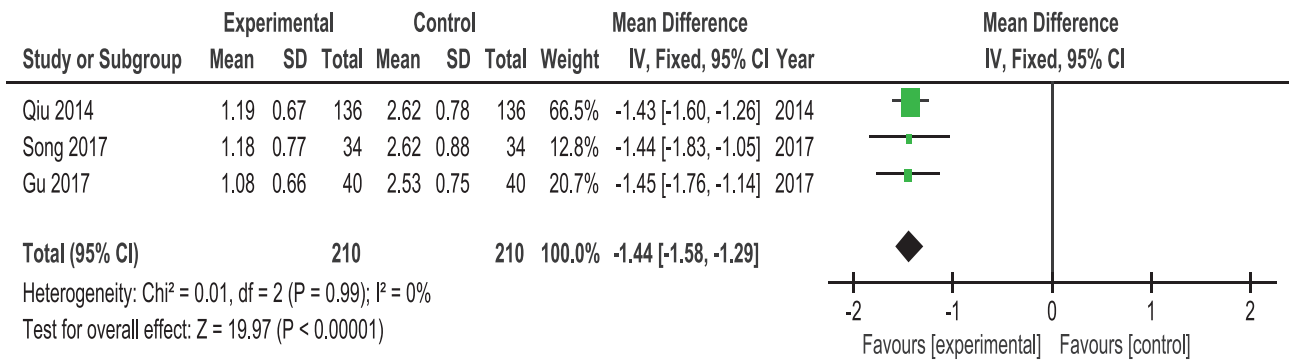 Experimental Control Mean Difference Mean Difference
Study or Subgroup Mean SD Total Mean SD Total Weight IV, Fixed, 95% CI Year IV, Fixed, 95% CI
Qiu 2014 1.19 0.67 136 2.62 0.78 136 66.5% -1.43 [-1.60, -1.26] 2014
Song 2017 1.18 0.77 34 2.62 0.88 34 12.8% -1.44 [-1.83, -1.05] 2017
Gu 2017 1.08 0.66 40 2.53 0.75 40 20.7% -1.45 [-1.76, -1.14] 2017
Total (95% CI) 210 210 100.0% -1.44 [-1.58, -1.29]
Heterogeneity: Chi² = 0.01, df = 2 (P = 0.99); I² = 0%
Test for overall effect: Z = 19.97 (P < 0.00001)
-2 -1 0 1 2
Favours [experimental] Favours [control]